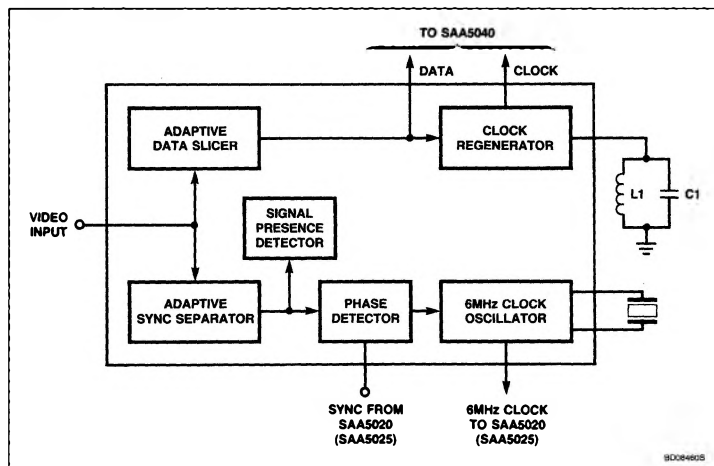 TO SAA5040
DATA
CLOCK
ADAPTIVE
DATA SLICER
CLOCK
REGENERATOR
L1
C1
VIDEO
INPUT
SIGNAL
PRESENCE
DETECTOR
ADAPTIVE
SYNC SEPARATOR
PHASE
DETECTOR
6MHz CLOCK
OSCILLATOR
SYNC FROM
SAA5020
(SAA5025)
6MHz CLOCK
TO SAA5020
(SAA5025)
BD08460S